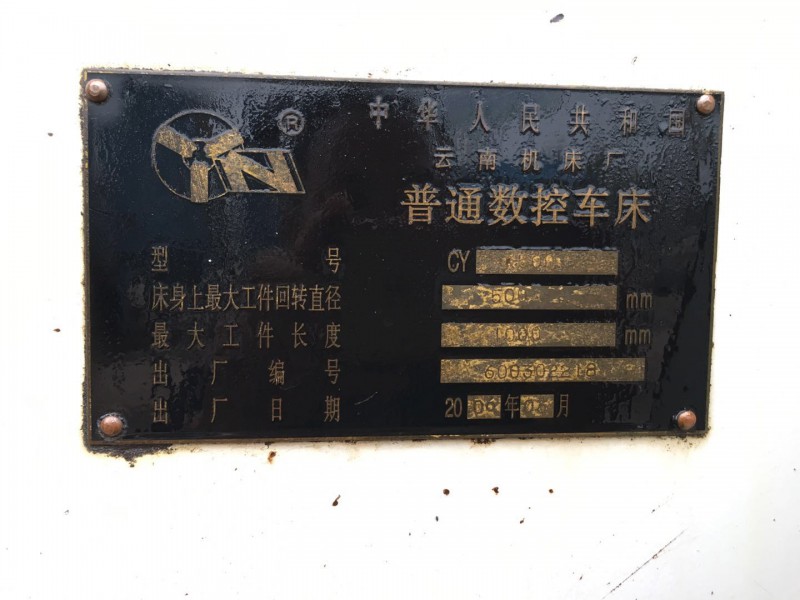 ®
中华人民共和国
云南机床厂
普通数控车床
型号 CY
床身上最大工件回转直径 mm
最大工件长度 mm
出厂编号
出厂日期 20 年 月